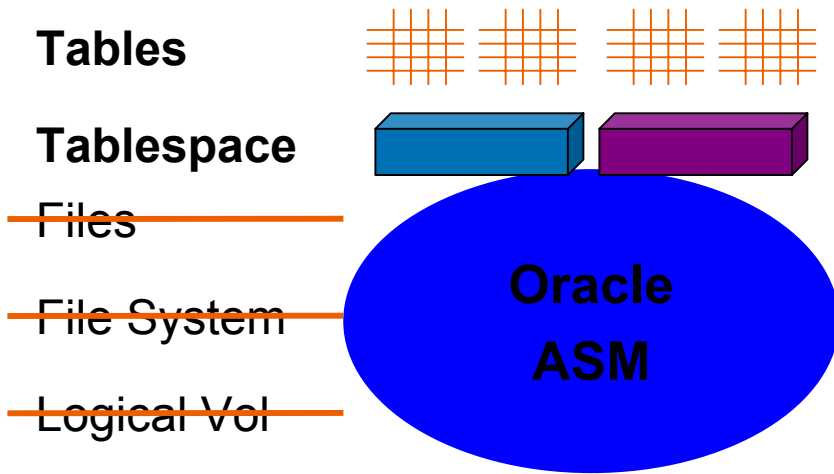 Tables
Tablespace
Files
File System
Logical Vol
Oracle
ASM